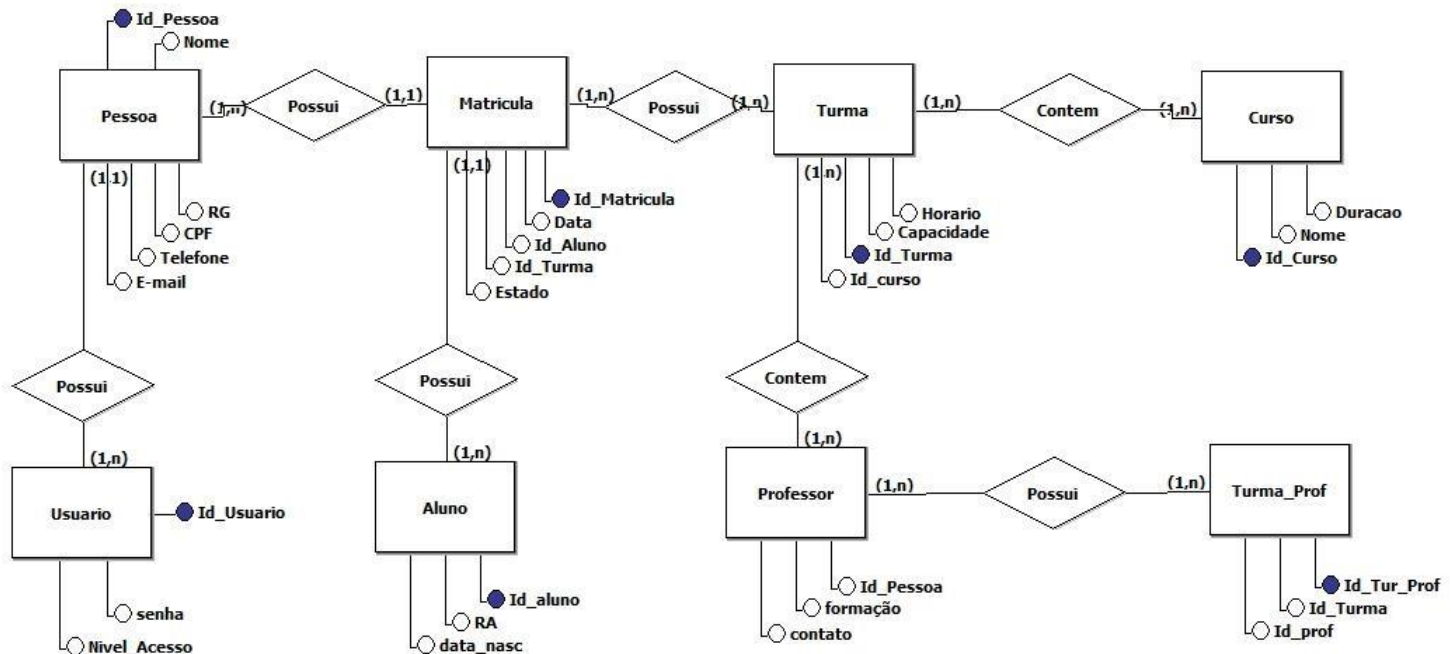 Id_Pessoa
Nome
Pessoa
(1,n)
Possui
(1,1)
Matricula
(1,n)
Possui
(1,n)
Turma
(1,n)
Contem
(1,n)
Curso
(1,1)
RG
CPF
Telefone
E-mail
(1,1)
Id_Matricula
Data
Id_Aluno
Id_Turma
Estado
(1,n)
Horario
Capacidade
Id_Turma
Id_curso
Duracao
Nome
Id_Curso
Possui
Possui
Contem
(1,n)
Usuario
Id_Usuario
senha
Nivel_Acesso
(1,n)
Aluno
Id_aluno
RA
data_nasc
(1,n)
Professor
(1,n)
Possui
(1,n)
Turma_Prof
Id_Pessoa
formação
contato
Id_Tur_Prof
Id_Turma
Id_prof